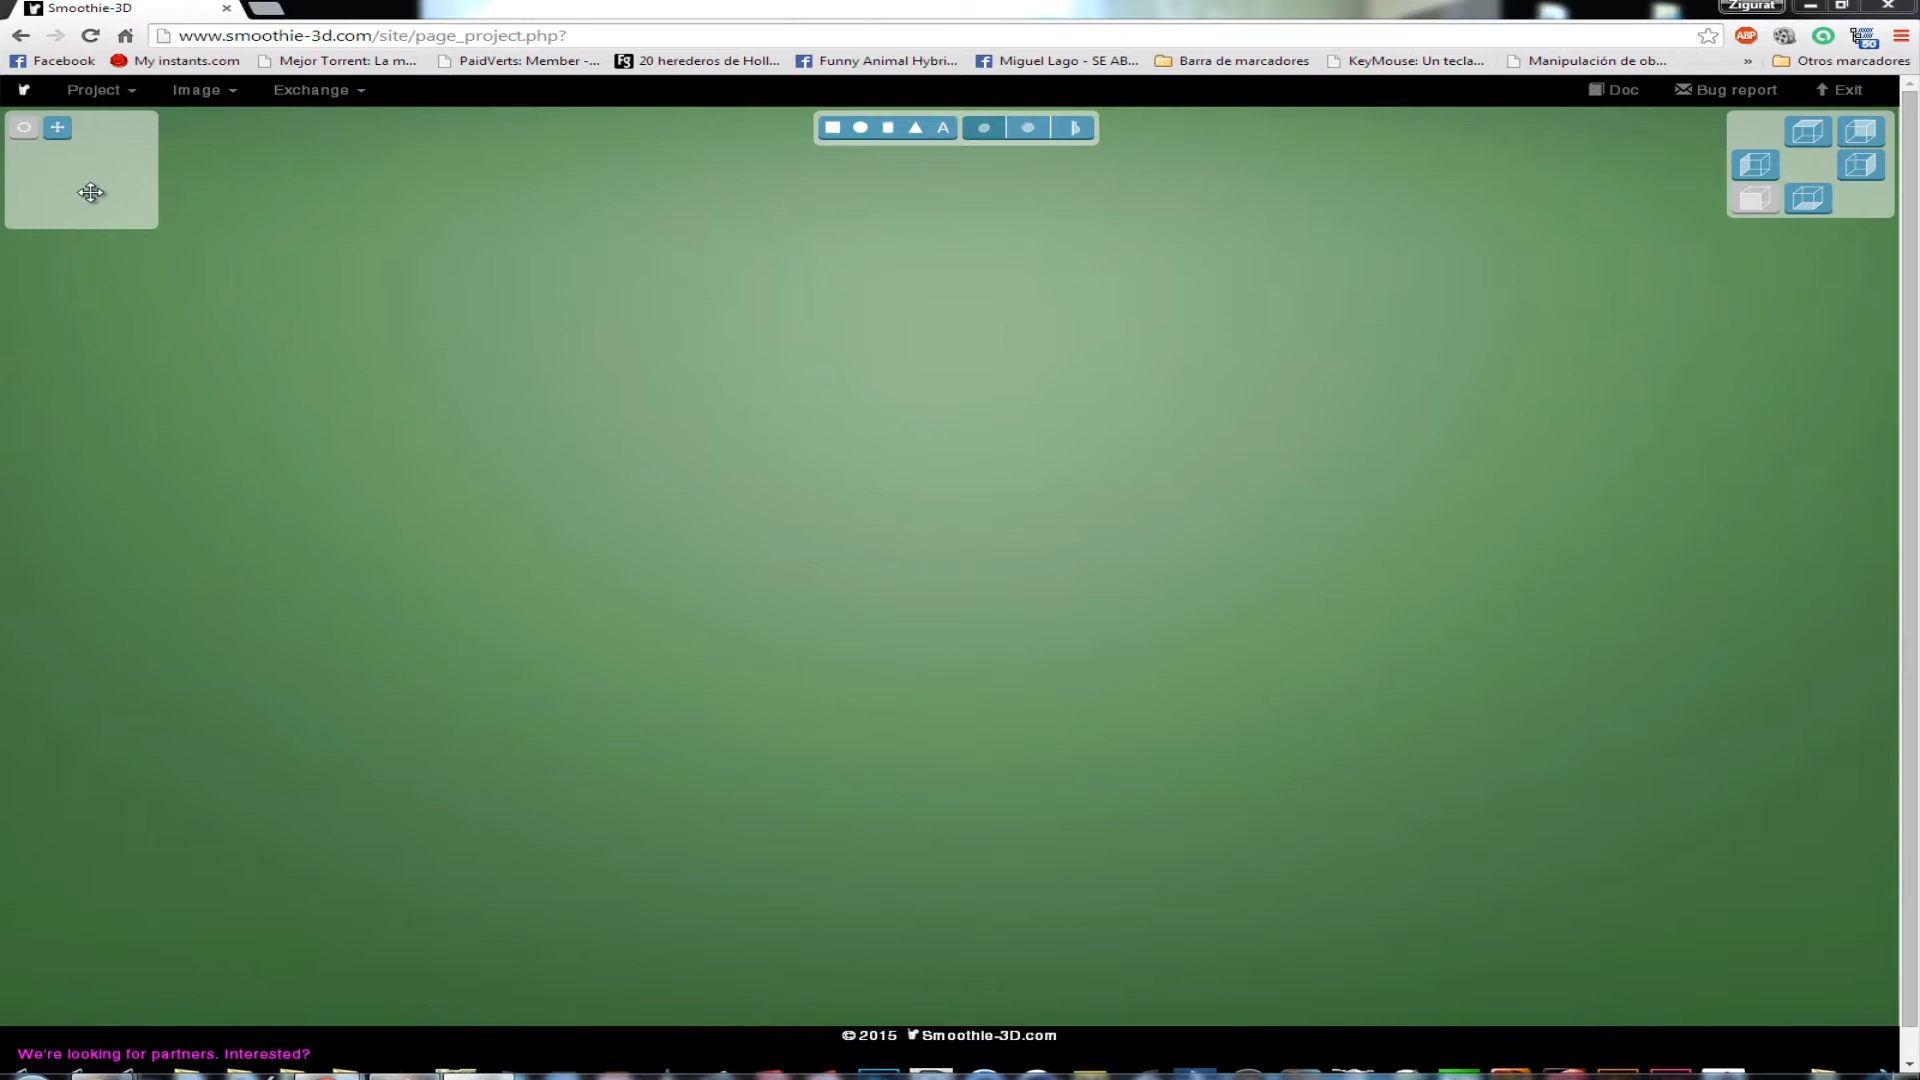 Smoothie-3D
Zigurat
www.smoothie-3d.com/site/page_project.php?
ABP
50
Facebook My instants.com Mejor Torrent: La m... PaidVerts: Member -... Fg 20 herederos de Holl... Funny Animal Hybri... Miguel Lago - SE AB... Barra de marcadores KeyMouse: Un tecla... Manipulación de ob... » Otros marcadores
Project Image Exchange Doc Bug report Exit
A
© 2015 Smoothie-3D.com
We're looking for partners. Interested?